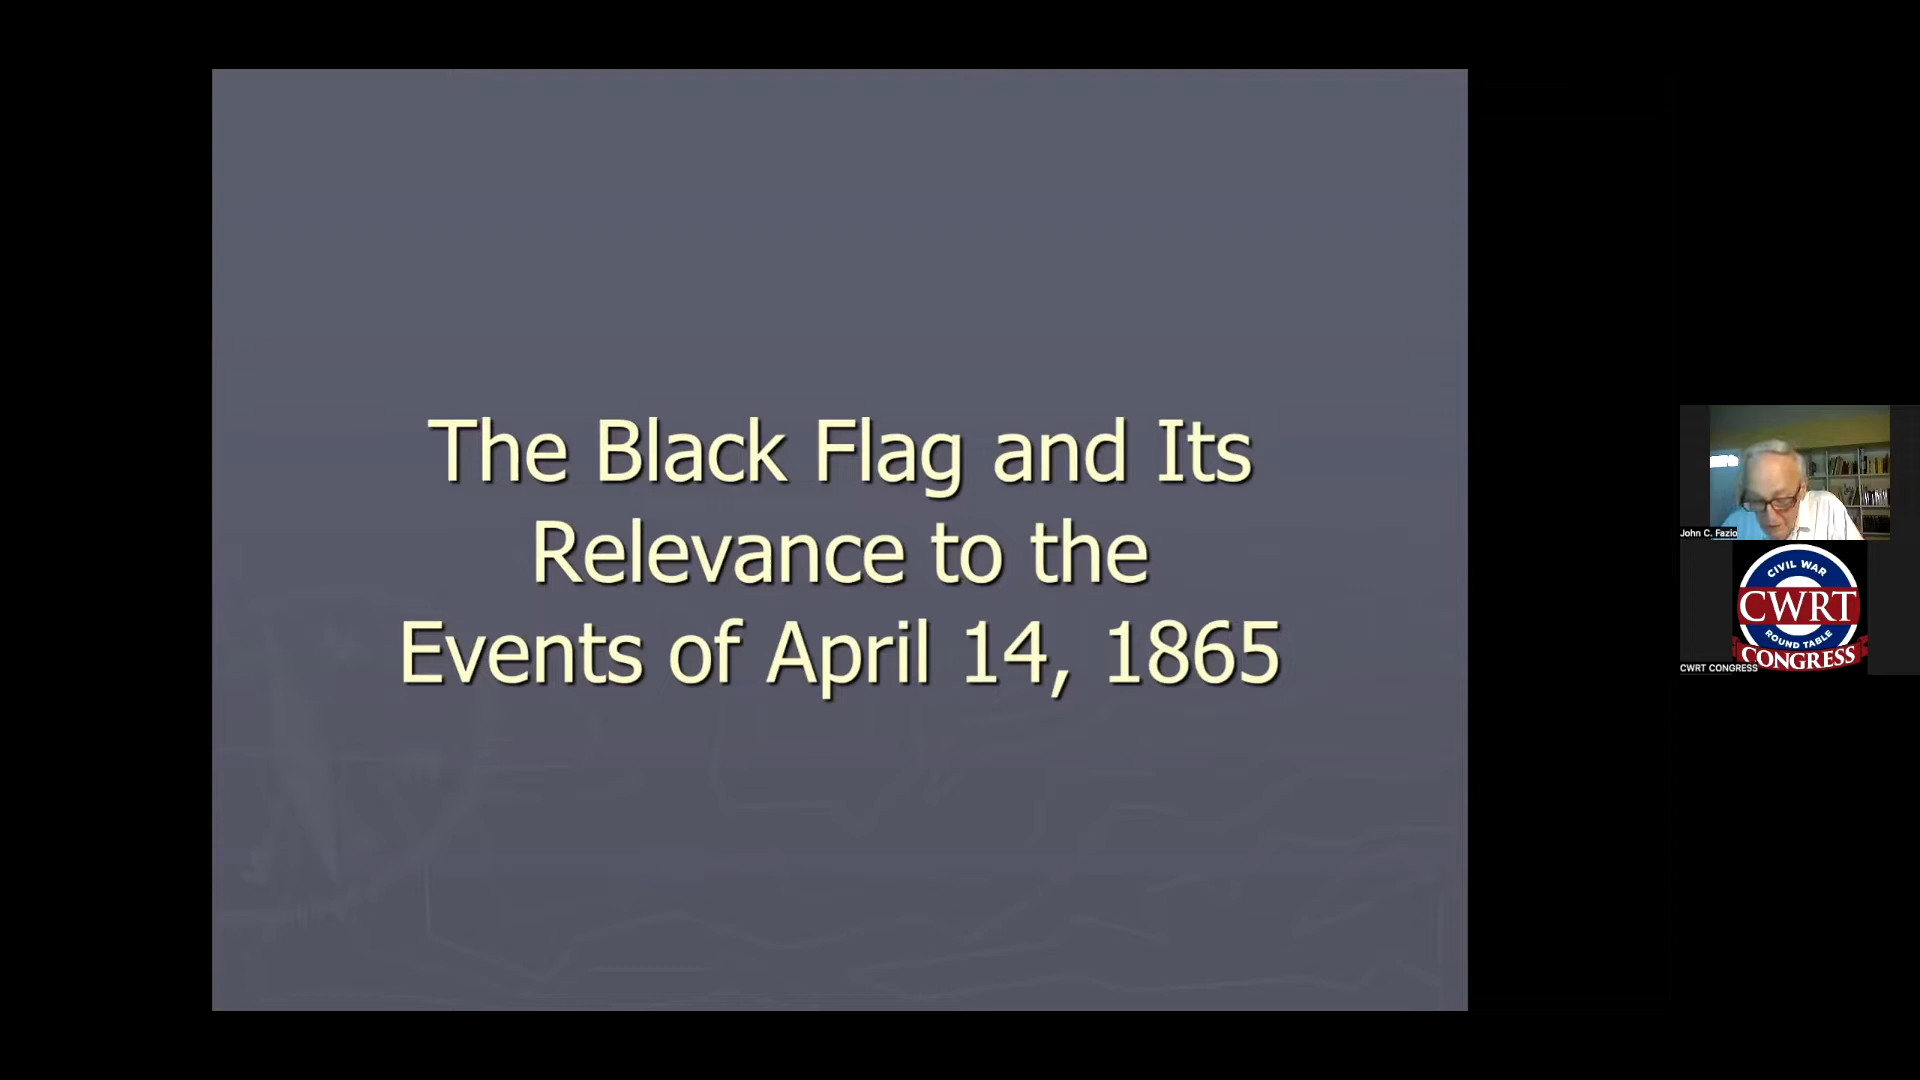 The Black Flag and Its
Relevance to the
Events of April 14, 1865
John C. Fazio
CIVIL WAR
CWRT
ROUND TABLE
CONGRESS
CWRT CONGRESS